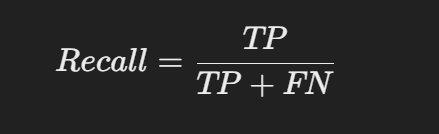 Recall = TP / (TP + FN)